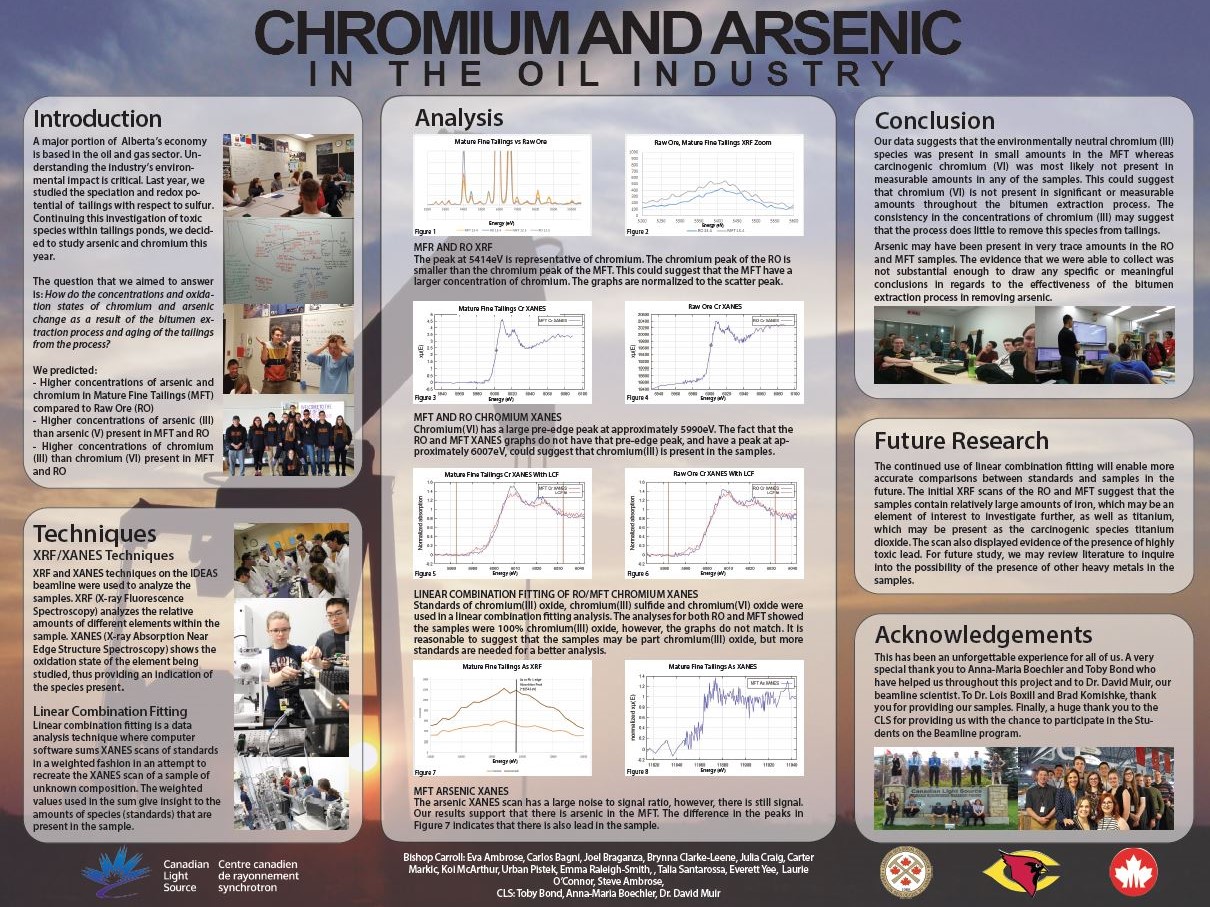 CHROMIUM AND ARSENIC
IN THE OIL INDUSTRY
Introduction
A major portion of Alberta's economy
is based in the oil and gas sector. Un-
derstanding the industry's environ-
mental impact is critical. Last year, we
studied the speciation and redox po-
tential of tailings with respect to sulfur.
Continuing this investigation of toxic
species within tailings ponds, we decid-
ed to study arsenic and chromium this
year.
The question that we aimed to answer
is: How do the concentrations and oxida-
tion states of chromium and arsenic
change as a result of the bitumen ex-
traction process and aging of the tailings
from the process?
We predicted:
- Higher concentrations of arsenic and
chromium in Mature Fine Tailings (MFT)
compared to Raw Ore (RO)
- Higher concentrations of arsenic (III)
than arsenic (V) present in MFT and RO
- Higher concentrations of chromium
(III) than chromium (VI) present in MFT
and RO
Techniques
XRF/XANES Techniques
XRF and XANES techniques on the IDEAS
beamline were used to analyze the
samples. XRF (X-ray Fluorescence
Spectroscopy) analyzes the relative
amounts of different elements within the
sample. XANES (X-ray Absorption Near
Edge Structure Spectroscopy) shows the
oxidation state of the element being
studied, thus providing an indication of
the species present.
Linear Combination Fitting
Linear combination fitting is a data
analysis technique where computer
software sums XANES scans of standards
in a weighted fashion in an attempt to
recreate the XANES scan of a sample of
unknown composition. The weighted
values used in the sum give insight to the
amounts of species (standards) that are
present in the sample.
Analysis
Mature Fine Tailings vs Raw Ore
Energy (eV)
Figure 1
Raw Ore, Mature Fine Tailings XRF Zoom
Energy (eV)
Figure 2
MFR AND RO XRF
The peak at 5414eV is representative of chromium. The chromium peak of the RO is
smaller than the chromium peak of the MFT. This could suggest that the MFT have a
larger concentration of chromium. The graphs are normalized to the scatter peak.
Mature Fine Tailings Cr XANES
MFT Cr XANES
xμ(E)
Energy (eV)
Figure 3
Raw Ore Cr XANES
RO Cr XANES
xμ(E)
Energy (eV)
Figure 4
MFT AND RO CHROMIUM XANES
Chromium(VI) has a large pre-edge peak at approximately 5990eV. The fact that the
RO and MFT XANES graphs do not have that pre-edge peak, and have a peak at ap-
proximately 6007eV, could suggest that chromium(III) is present in the samples.
Mature Fine Tailings Cr XANES With LCF
MFT Cr XANES
Normalized absorption
Energy (eV)
Figure 5
Raw Ore Cr XANES With LCF
RO Cr XANES
Normalized absorption
Energy (eV)
Figure 6
LINEAR COMBINATION FITTING OF RO/MFT CHROMIUM XANES
Standards of chromium(III) oxide, chromium(III) sulfide and chromium(VI) oxide were
used in a linear combination fitting analysis. The analyses for both RO and MFT showed
the samples were 100% chromium(III) oxide, however, the graphs do not match. It is
reasonable to suggest that the samples may be part chromium(III) oxide, but more
standards are needed for a better analysis.
Mature Fine Tailings As XRF
Energy (eV)
Figure 7
Mature Fine Tailings As XANES
MFT As XANES
normalized xμ(E)
Energy (eV)
Figure 8
MFT ARSENIC XANES
The arsenic XANES scan has a large noise to signal ratio, however, there is still signal.
Our results support that there is arsenic in the MFT. The difference in the peaks in
Figure 7 indicates that there is also lead in the sample.
Conclusion
Our data suggests that the environmentally neutral chromium (III)
species was present in small amounts in the MFT whereas
carcinogenic chromium (VI) was most likely not present in
measurable amounts in any of the samples. This could suggest
that chromium (VI) is not present in significant or measurable
amounts throughout the bitumen extraction process. The
consistency in the concentrations of chromium (III) may suggest
that the process does little to remove this species from tailings.
Arsenic may have been present in very trace amounts in the RO
and MFT samples. The evidence that we were able to collect was
not substantial enough to draw any specific or meaningful
conclusions in regards to the effectiveness of the bitumen
extraction process in removing arsenic.
Future Research
The continued use of linear combination fitting will enable more
accurate comparisons between standards and samples in the
future. The initial XRF scans of the RO and MFT suggest that the
samples contain relatively large amounts of iron, which may be an
element of interest to investigate further, as well as titanium,
which may be present as the carcinogenic species titanium
dioxide. The scan also displayed evidence of the presence of highly
toxic lead. For future study, we may review literature to inquire
into the possibility of the presence of other heavy metals in the
samples.
Acknowledgements
This has been an unforgettable experience for all of us. A very
special thank you to Anna-Maria Boechler and Toby Bond who
have helped us throughout this project and to Dr. David Muir, our
beamline scientist. To Dr. Lois Boxill and Brad Komishke, thank
you for providing our samples. Finally, a huge thank you to the
CLS for providing us with the chance to participate in the Stu-
dents on the Beamline program.
Canadian Light Source
Canadian
Light
Source
Centre canadien
de rayonnement
synchrotron
Bishop Carroll: Eva Ambrose, Carlos Bagni, Joel Braganza, Brynna Clarke-Leene, Julia Craig, Carter
Markic, Koi McArthur, Urban Pistek, Emma Raleigh-Smith, , Talia Santarossa, Everett Yee, Laurie
O'Connor, Steve Ambrose,
CLS: Toby Bond, Anna-Maria Boechler, Dr. David Muir